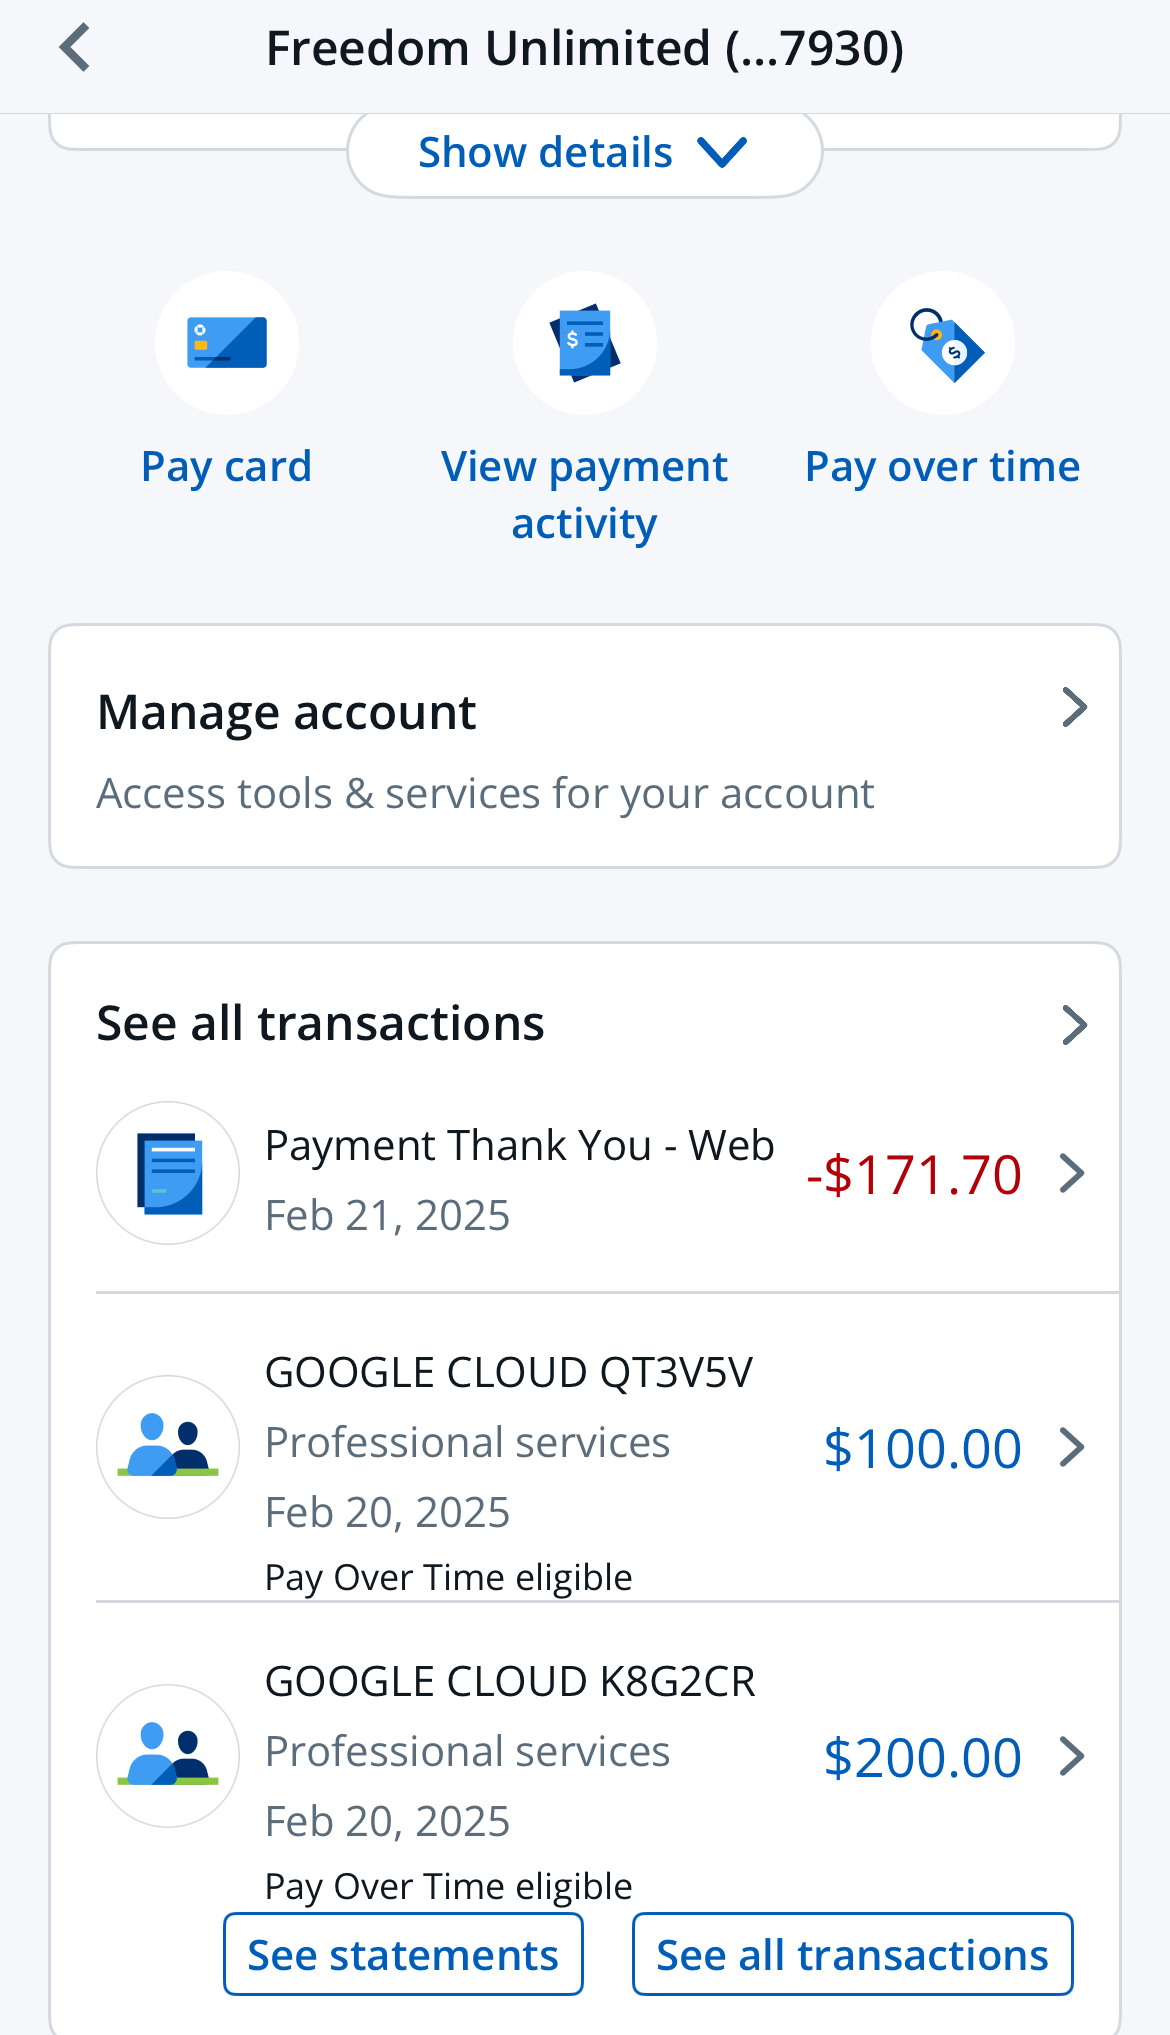 Freedom Unlimited (...7930)
Show details
Pay card
View payment
activity
Pay over time
Manage account
Access tools & services for your account
See all transactions
Payment Thank You - Web
-$171.70
Feb 21, 2025
GOOGLE CLOUD QT3V5V
Professional services
$100.00
Feb 20, 2025
Pay Over Time eligible
GOOGLE CLOUD K8G2CR
Professional services
$200.00
Feb 20, 2025
Pay Over Time eligible
See statements
See all transactions